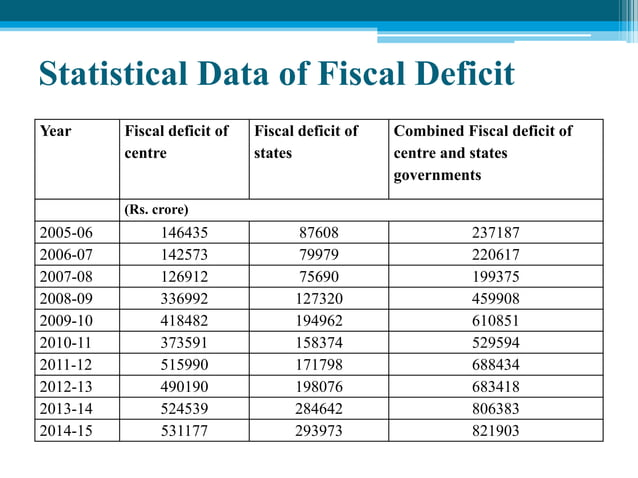 Statistical Data of Fiscal Deficit
Year Fiscal deficit of centre Fiscal deficit of states Combined Fiscal deficit of centre and states governments
(Rs. crore)
2005-06 146435 87608 237187
2006-07 142573 79979 220617
2007-08 126912 75690 199375
2008-09 336992 127320 459908
2009-10 418482 194962 610851
2010-11 373591 158374 529594
2011-12 515990 171798 688434
2012-13 490190 198076 683418
2013-14 524539 284642 806383
2014-15 531177 293973 821903